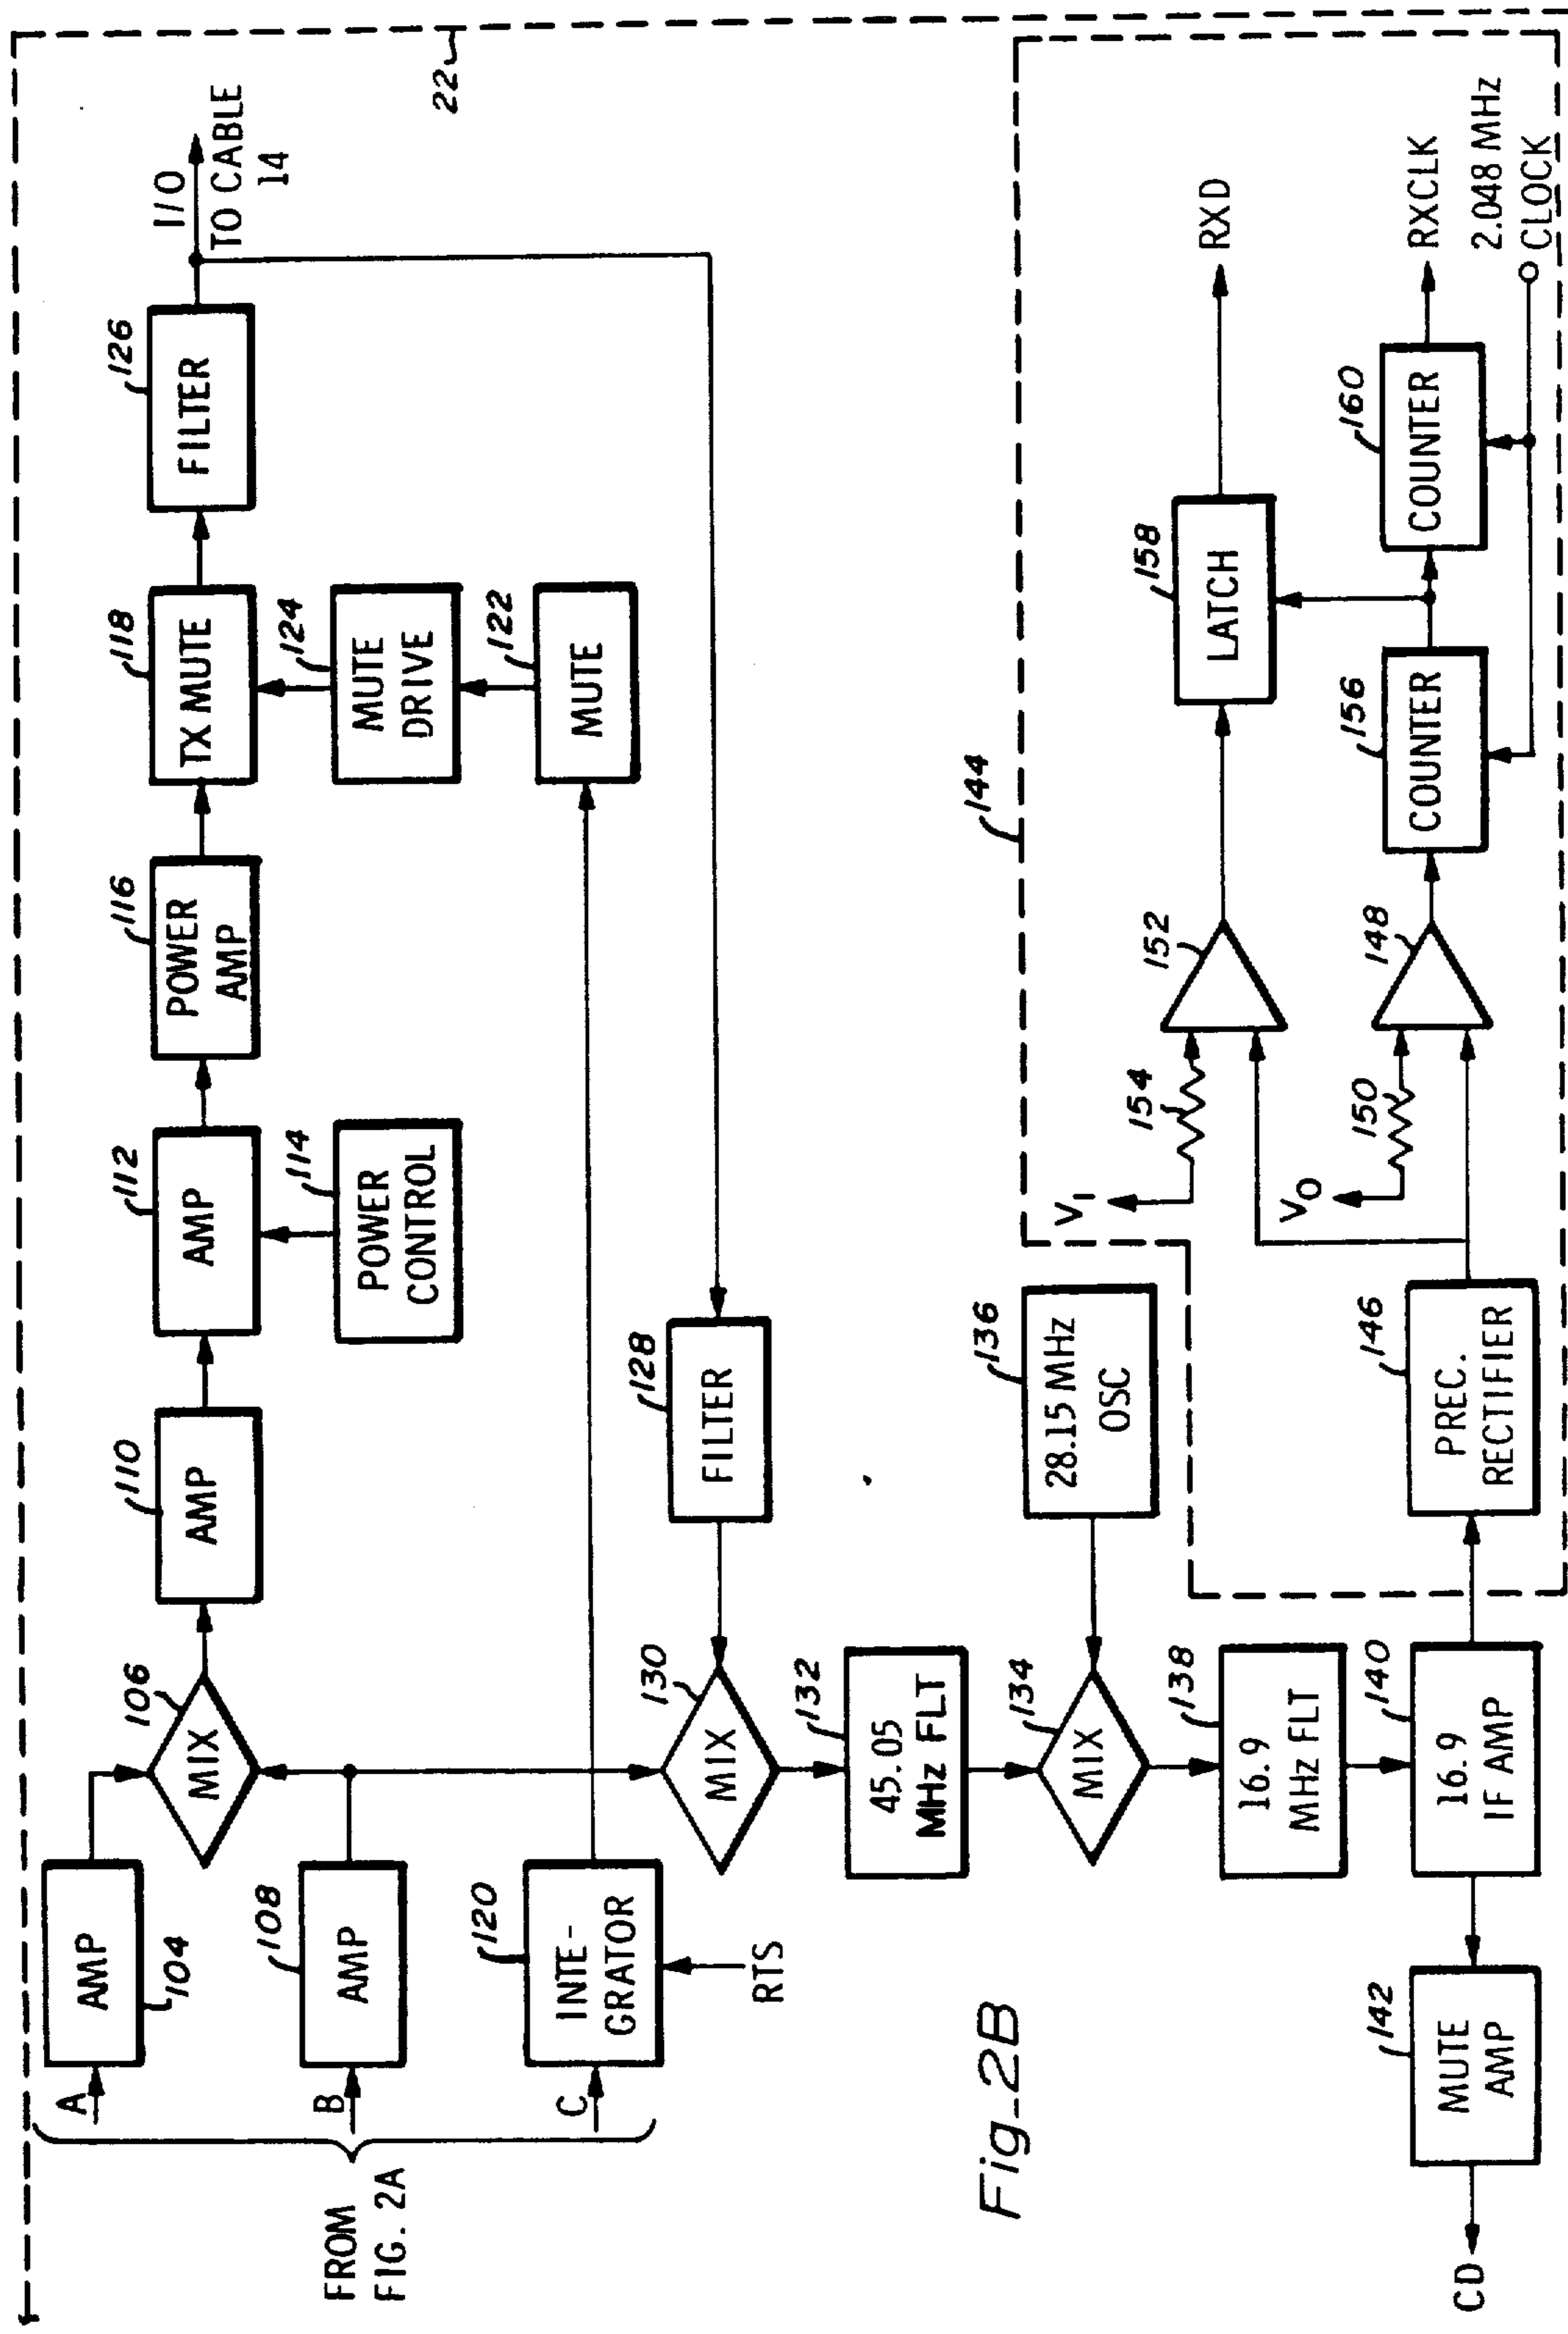 22
I/O
TO CABLE
14
FROM
FIG. 2A
A
AMP
104
B
AMP
108
C
INTE-
GRATOR
120
RTS
MIX
106
AMP
110
AMP
112
POWER
CONTROL
114
POWER
AMP
116
TX MUTE
118
MUTE
DRIVE
124
MUTE
122
FILTER
126
FILTER
128
MIX
130
45.05
MHz FLT
132
MIX
134
28.15 MHz
OSC
136
16.9
MHz FLT
138
16.9
IF AMP
140
MUTE
AMP
142
CD
144
PREC.
RECTIFIER
146
V1
154
152
V0
150
148
LATCH
158
RXD
COUNTER
156
COUNTER
160
RXCLK
2.048 MHz
CLOCK
Fig_2B